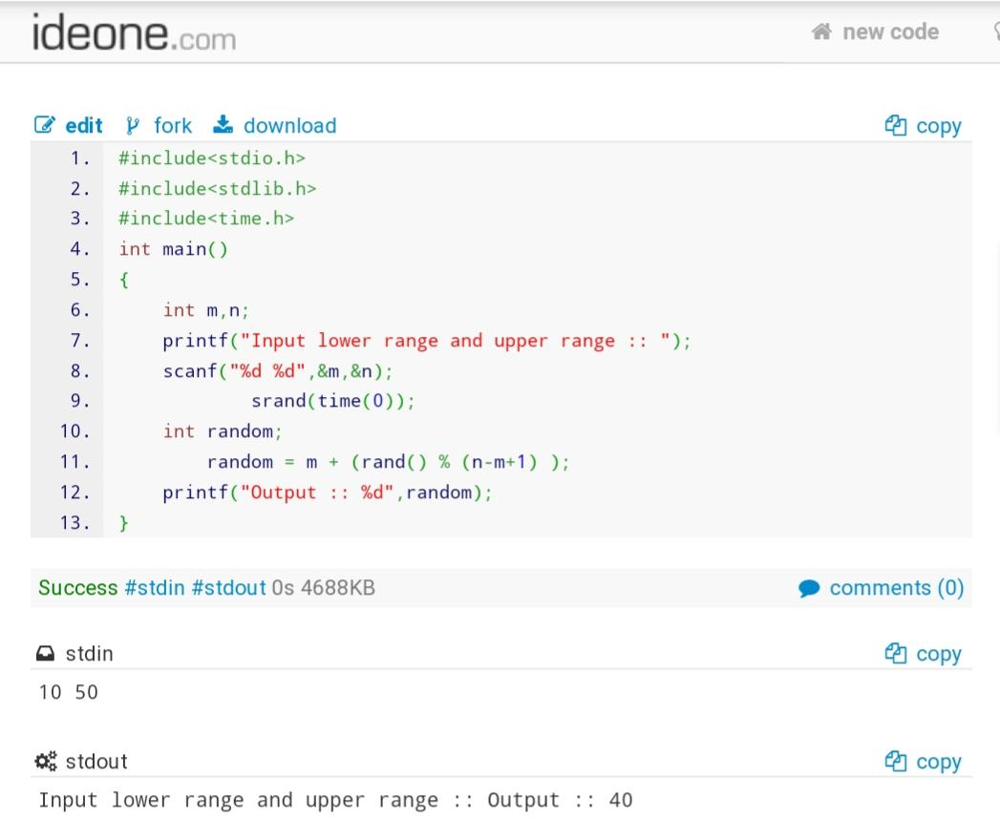 ideone.com
new code
edit fork download copy
1. #include<stdio.h>
2. #include<stdlib.h>
3. #include<time.h>
4. int main()
5. {
6.     int m,n;
7.     printf("Input lower range and upper range :: ");
8.     scanf("%d %d",&m,&n);
9.             srand(time(0));
10.     int random;
11.         random = m + (rand() % (n-m+1) );
12.     printf("Output :: %d",random);
13. }
Success #stdin #stdout 0s 4688KB comments (0)
stdin copy
10 50
stdout copy
Input lower range and upper range :: Output :: 40